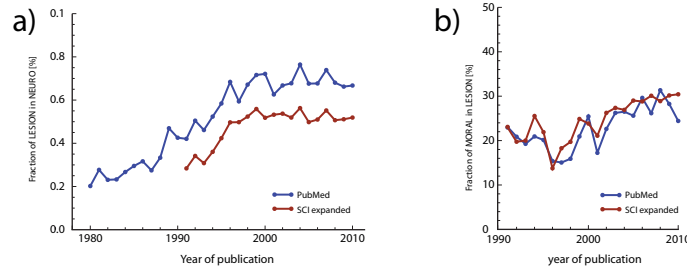 a)
Fraction of LESION in NEURO [%]
0.1
0.8
0.6
0.4
0.2
0.0
PubMed
SCI expanded
1980 1990 2000 2010
Year of publication
b)
Fraction of MORAL in LESION [%]
50
40
30
20
10
0
PubMed
SCI expanded
1990 2000 2010
year of publication